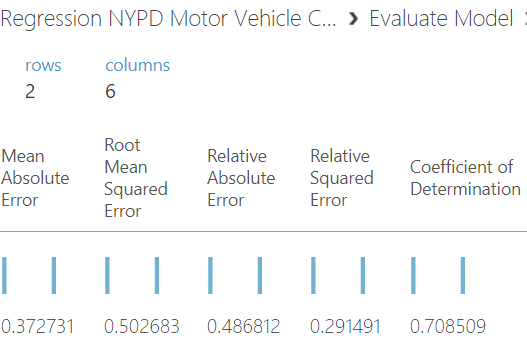 Regression NYPD Motor Vehicle C... › Evaluate Model ›
rows columns
2 6
Mean Absolute Error
Root Mean Squared Error
Relative Absolute Error
Relative Squared Error
Coefficient of Determination
0.372731 0.502683 0.486812 0.291491 0.708509